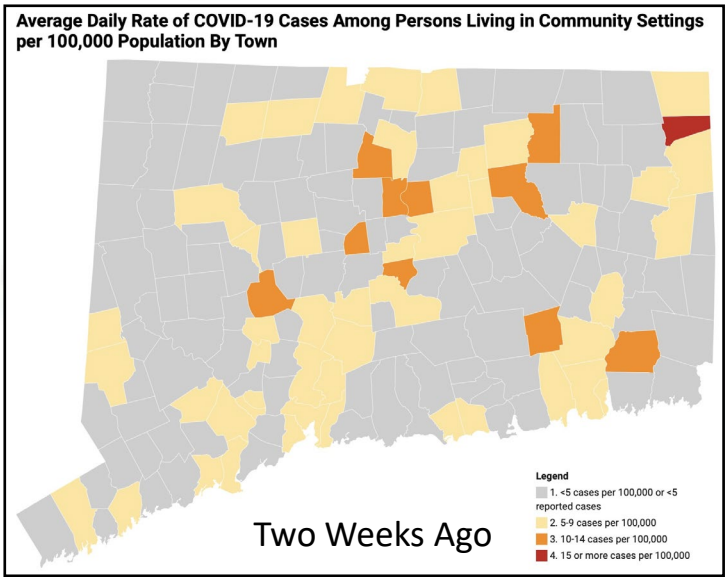 Average Daily Rate of COVID-19 Cases Among Persons Living in Community Settings
per 100,000 Population By Town
Legend
1. <5 cases per 100,000 or <5
reported cases
2. 5-9 cases per 100,000
3. 10-14 cases per 100,000
4. 15 or more cases per 100,000
Two Weeks Ago